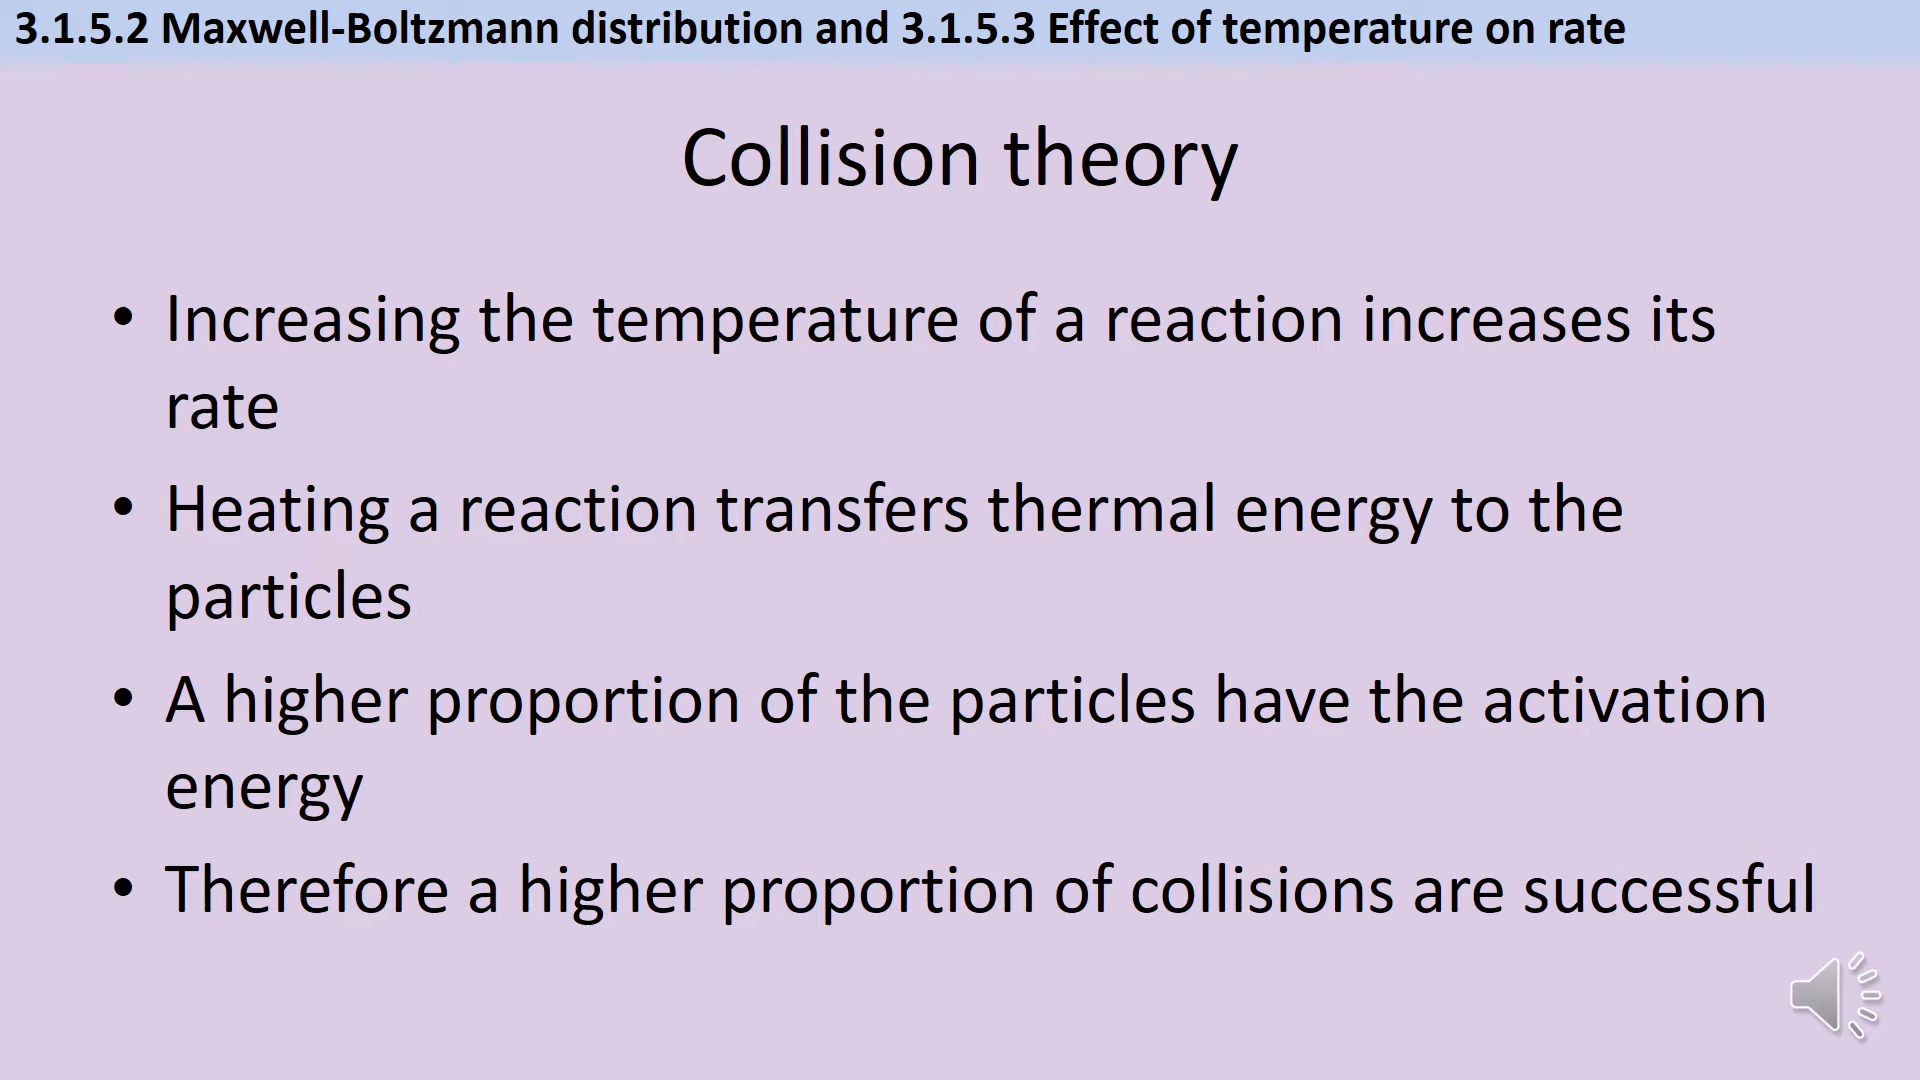 3.1.5.2 Maxwell-Boltzmann distribution and 3.1.5.3 Effect of temperature on rate
Collision theory
• Increasing the temperature of a reaction increases its
rate
• Heating a reaction transfers thermal energy to the
particles
• A higher proportion of the particles have the activation
energy
• Therefore a higher proportion of collisions are successful